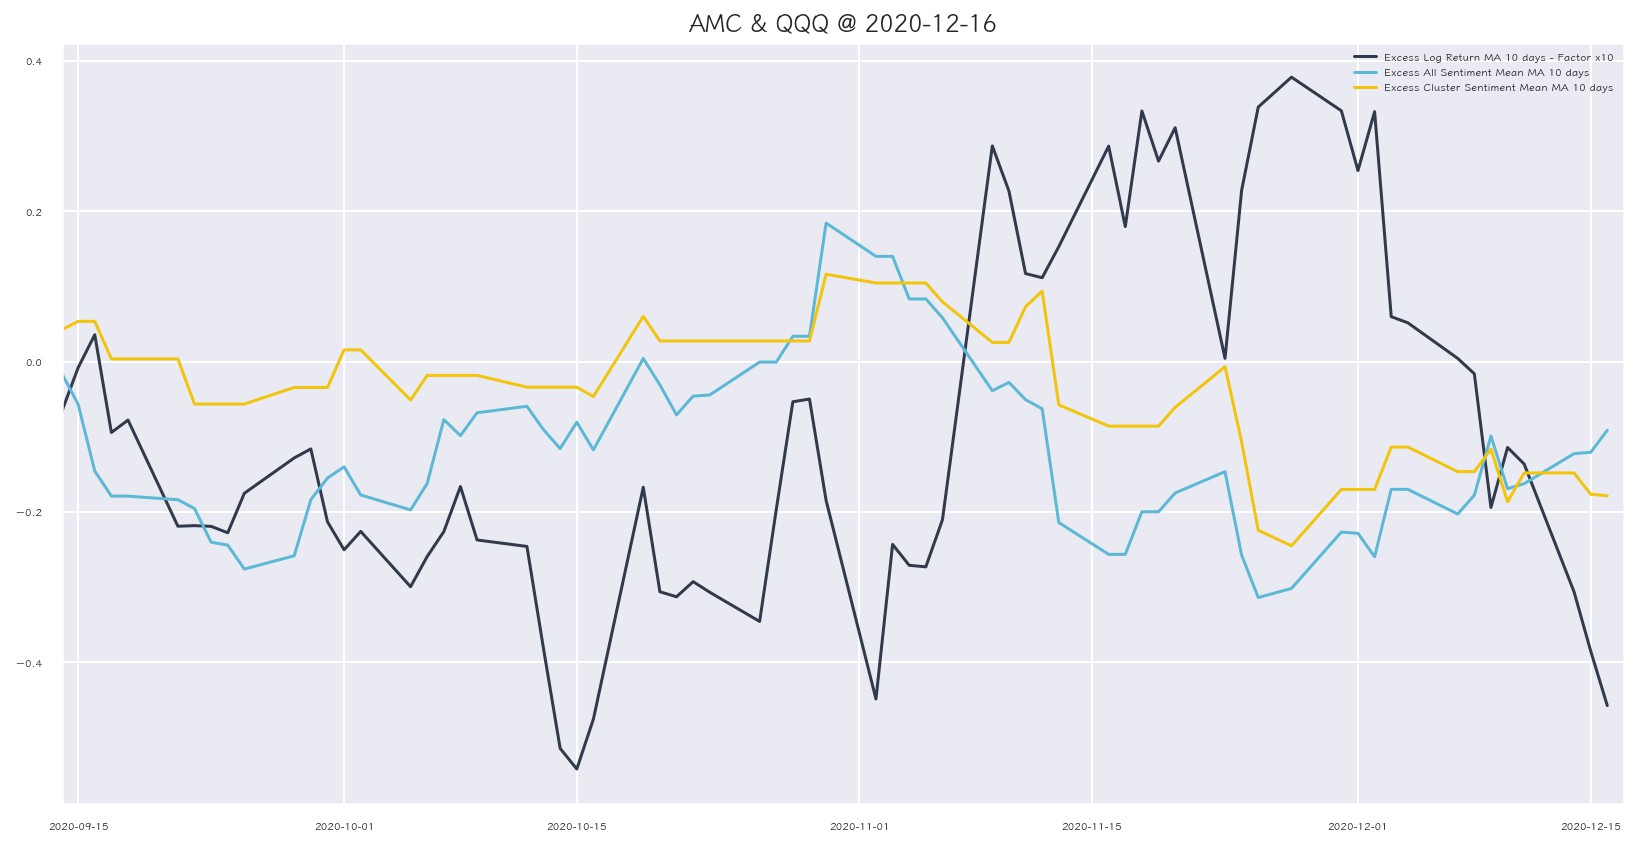 AMC & QQQ @ 2020-12-16
Excess Log Return MA 10 days - Factor x10
Excess All Sentiment Mean MA 10 days
Excess Cluster Sentiment Mean MA 10 days
0.4
0.2
0.0
−0.2
−0.4
2020-09-15 2020-10-01 2020-10-15 2020-11-01 2020-11-15 2020-12-01 2020-12-15